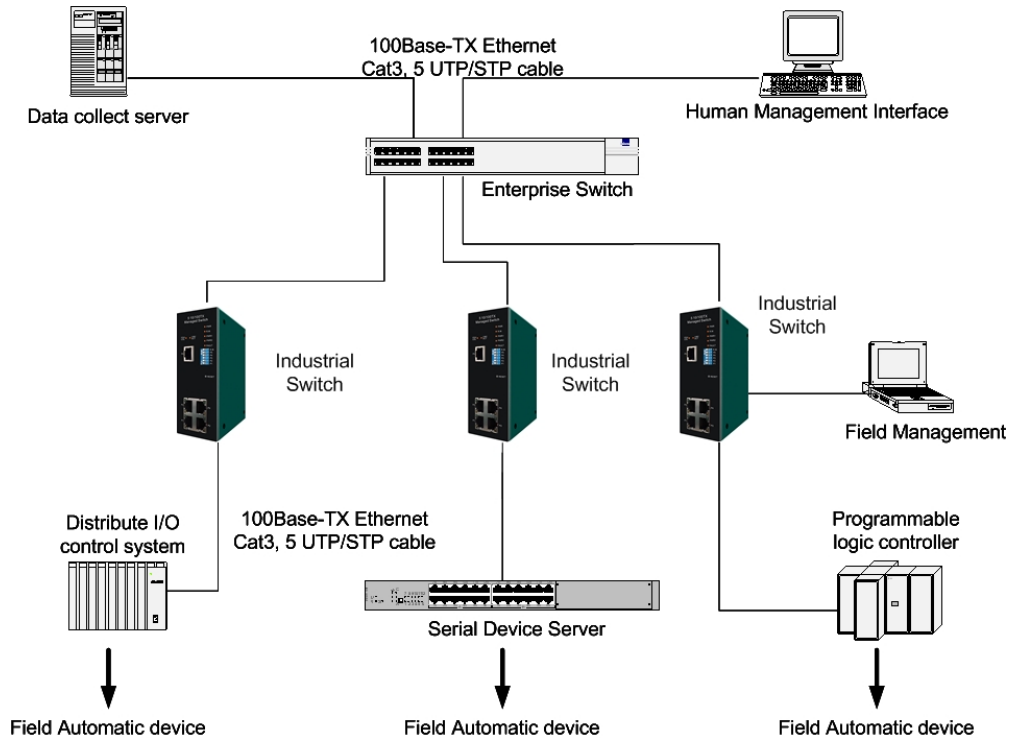 100Base-TX Ethernet
Cat3, 5 UTP/STP cable
Data collect server
Human Management Interface
Enterprise Switch
Industrial
Switch
Industrial
Switch
Industrial
Switch
Field Management
Distribute I/O
control system
100Base-TX Ethernet
Cat3, 5 UTP/STP cable
Programmable
logic controller
Serial Device Server
Field Automatic device
Field Automatic device
Field Automatic device